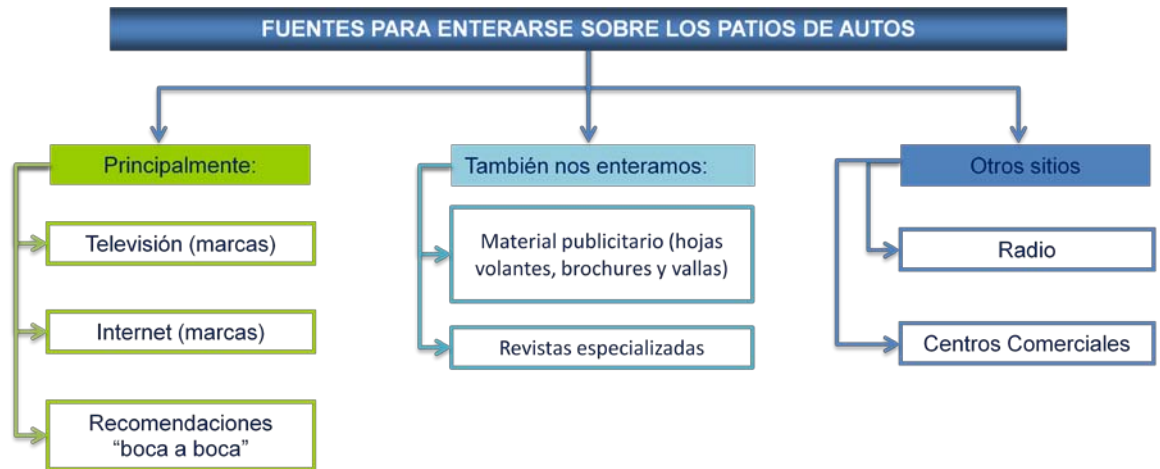 FUENTES PARA ENTERARSE SOBRE LOS PATIOS DE AUTOS
Principalmente:
Televisión (marcas)
Internet (marcas)
Recomendaciones
“boca a boca”
También nos enteramos:
Material publicitario (hojas
volantes, brochures y vallas)
Revistas especializadas
Otros sitios
Radio
Centros Comerciales